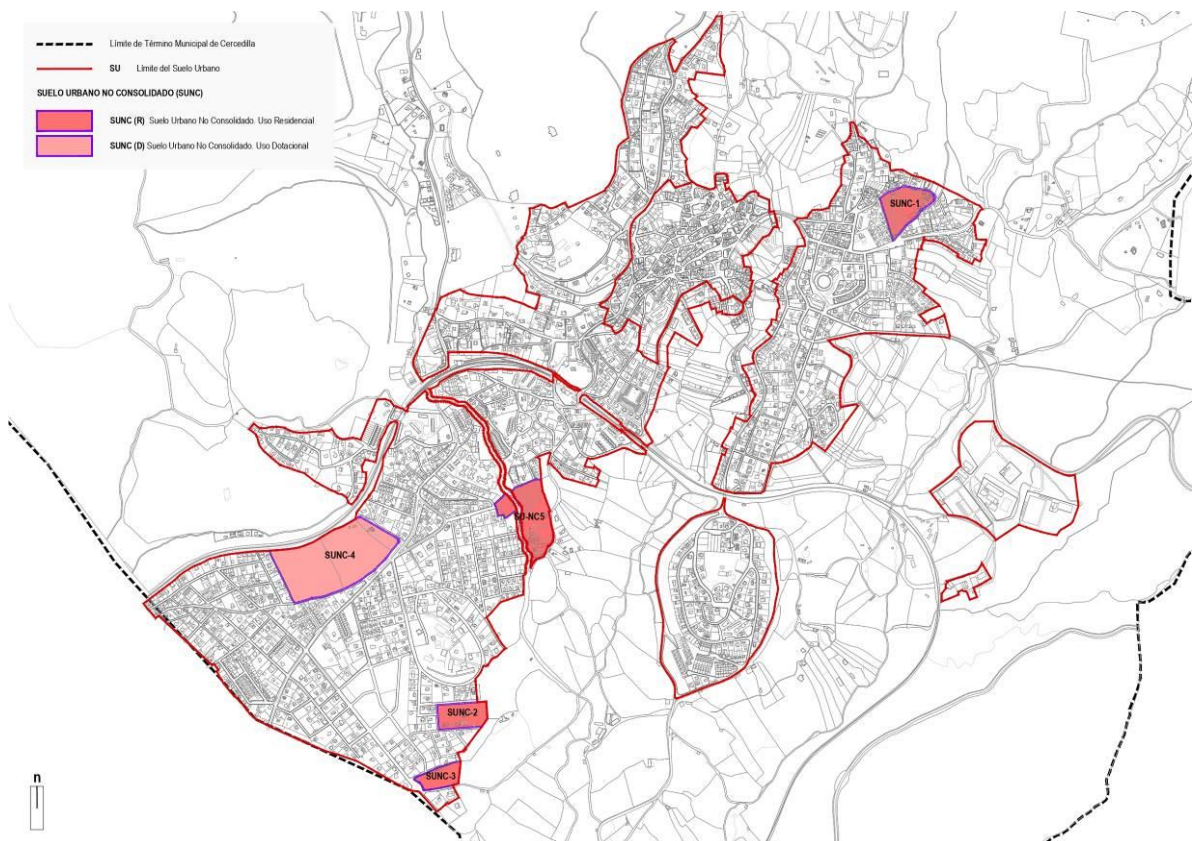 Límite de Término Municipal de Cercedilla
SU Límite del Suelo Urbano
SUELO URBANO NO CONSOLIDADO (SUNC)
SUNC (R) Suelo Urbano No Consolidado. Uso Residencial
SUNC (D) Suelo Urbano No Consolidado. Uso Dotacional
SUNC-1
SU-NC5
SUNC-4
SUNC-2
SUNC-3
n